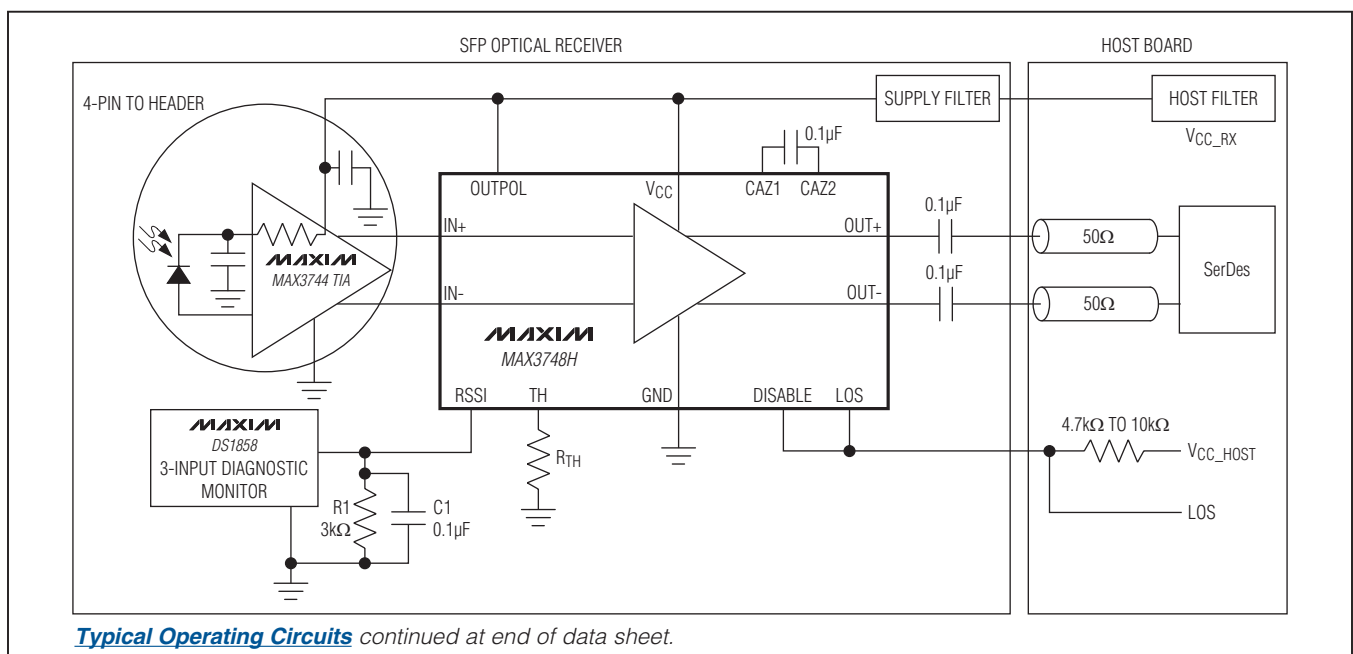 SFP OPTICAL RECEIVER
HOST BOARD
4-PIN TO HEADER
SUPPLY FILTER
HOST FILTER
VCC_RX
0.1µF
OUTPOL
VCC
CAZ1
CAZ2
IN+
OUT+
0.1µF
50Ω
SerDes
MAXIM
MAX3744 TIA
IN-
OUT-
0.1µF
50Ω
MAXIM
MAX3748H
RSSI
TH
GND
DISABLE
LOS
MAXIM
DS1858
3-INPUT DIAGNOSTIC
MONITOR
RTH
R1
3kΩ
C1
0.1µF
4.7kΩ TO 10kΩ
VCC_HOST
LOS
Typical Operating Circuits continued at end of data sheet.